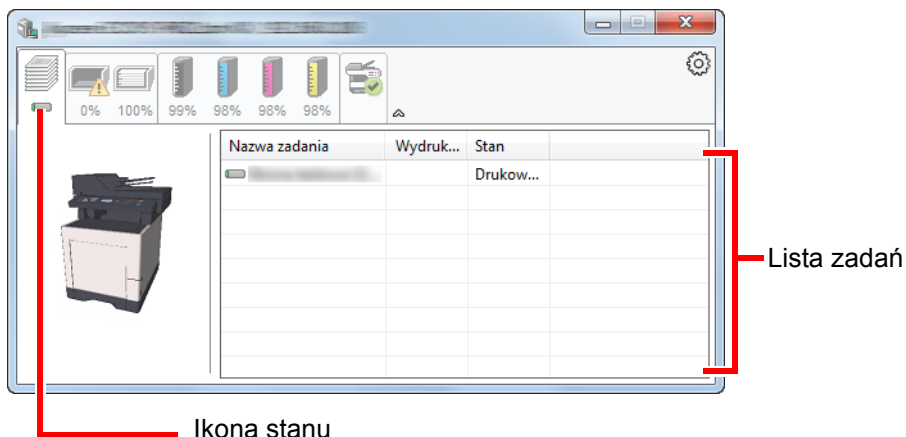 0% 100% 99% 98% 98% 98%
Nazwa zadania Wydruk... Stan
Drukow...
Lista zadań
Ikona stanu